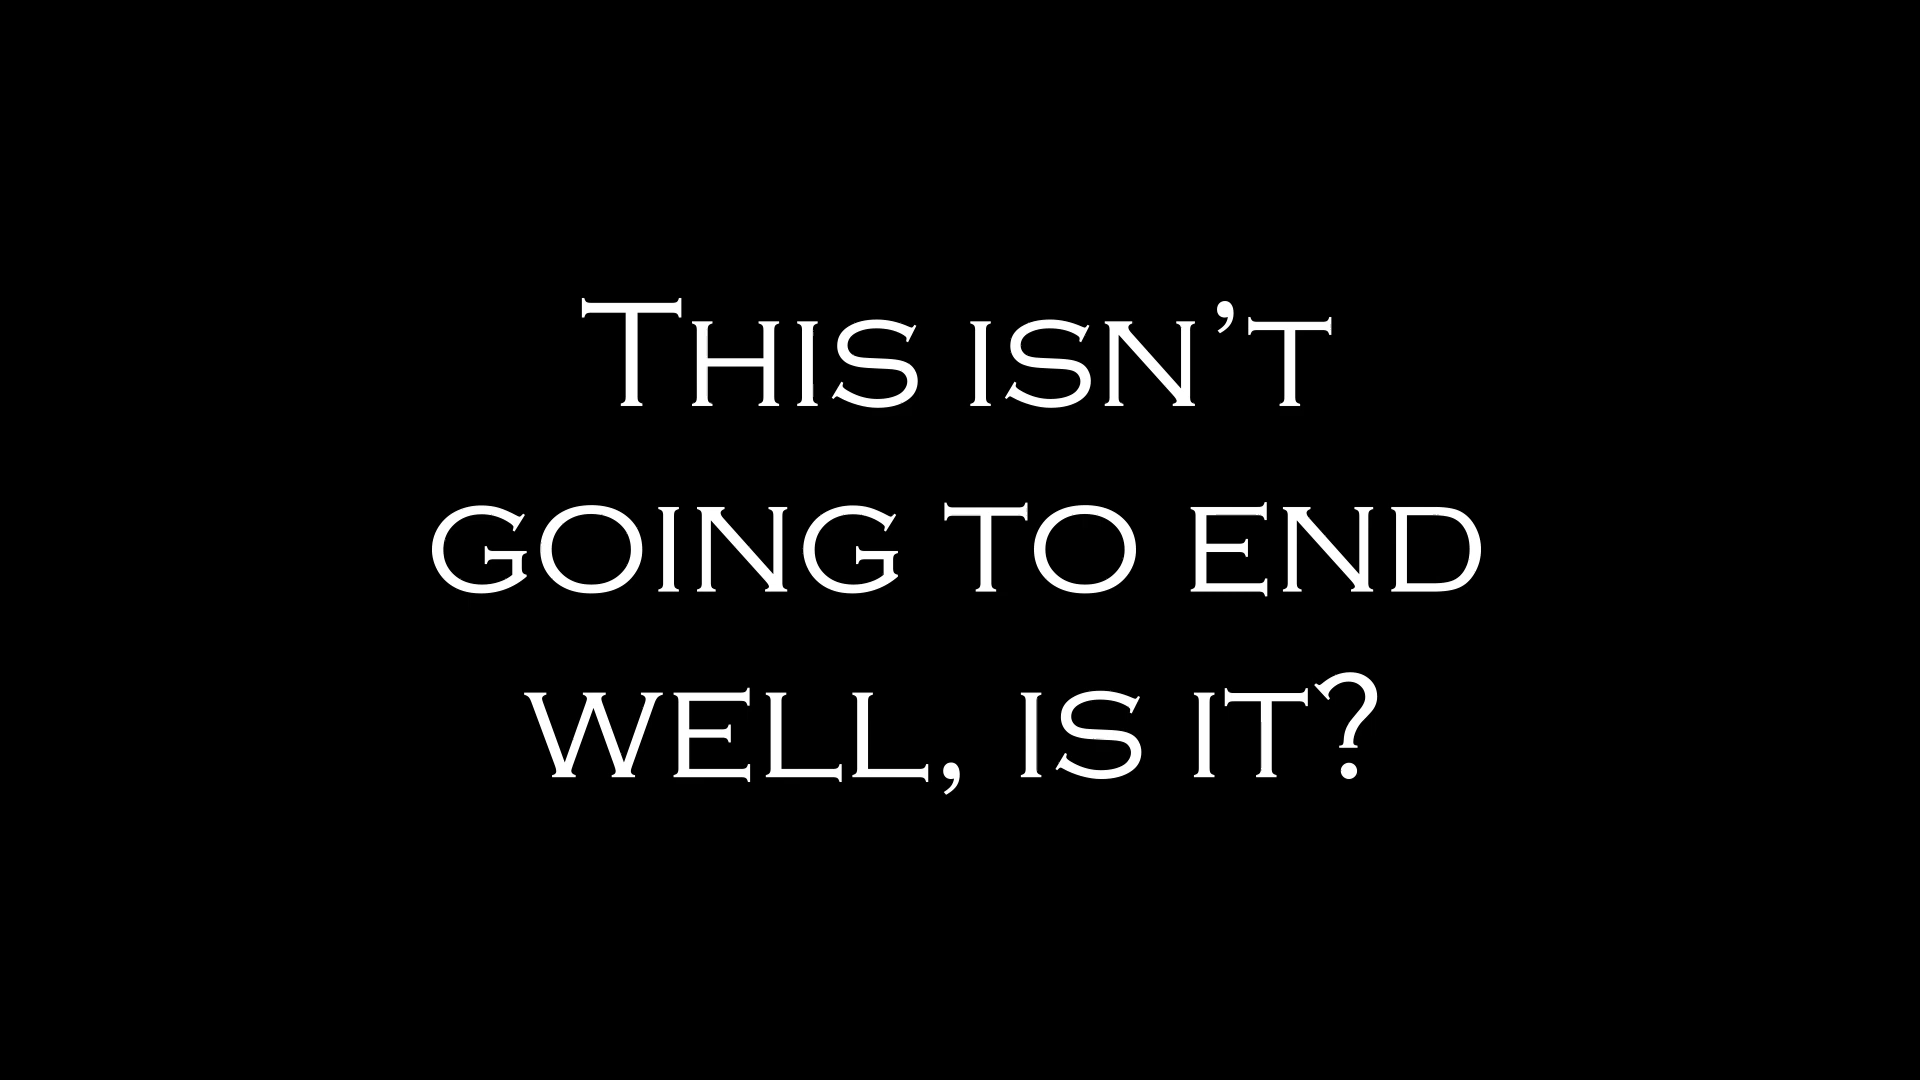 This isn’t
going to end
well, is it?